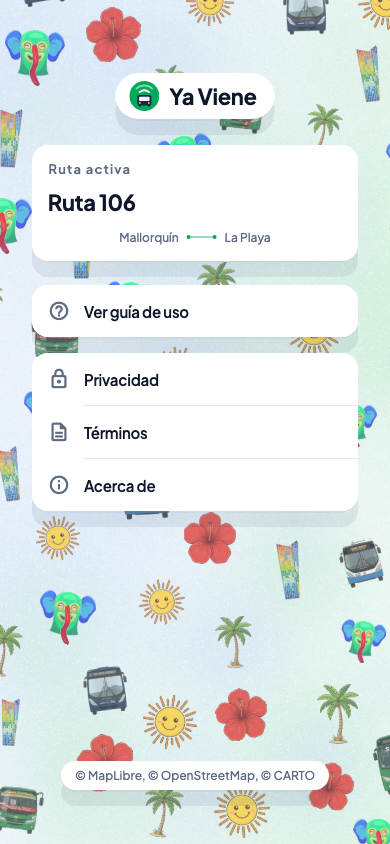 Ya Viene
Ruta activa
Ruta 106
Mallorquín La Playa
Ver guía de uso
Privacidad
Términos
Acerca de
© MapLibre, © OpenStreetMap, © CARTO